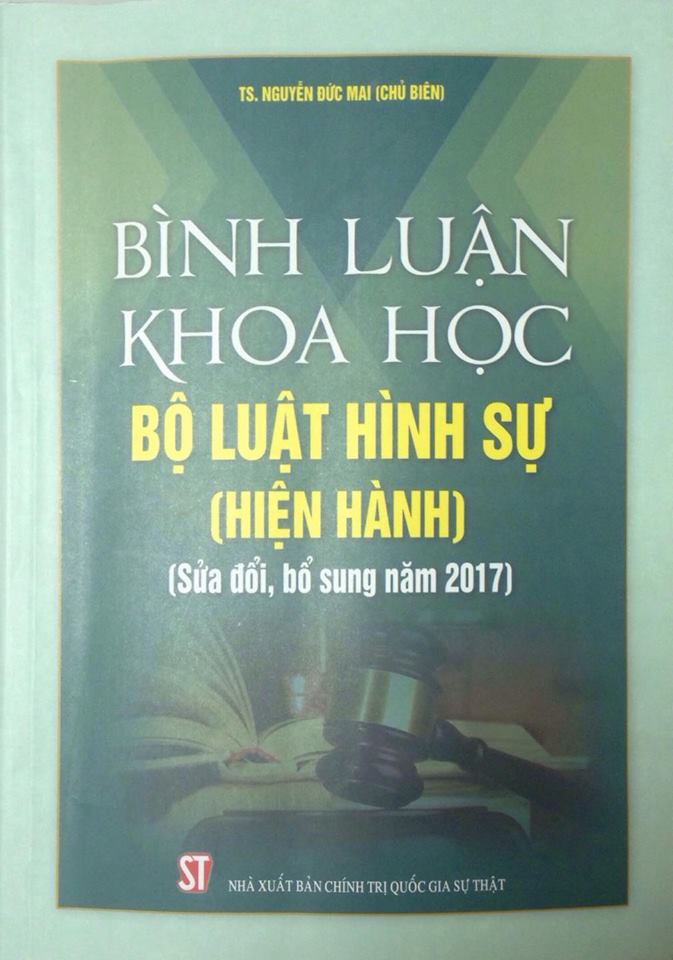 TS. NGUYỄN ĐỨC MAI (CHỦ BIÊN)
BÌNH LUẬN
KHOA HỌC
BỘ LUẬT HÌNH SỰ
(HIỆN HÀNH)
(Sửa đổi, bổ sung năm 2017)
ST NHÀ XUẤT BẢN CHÍNH TRỊ QUỐC GIA SỰ THẬT